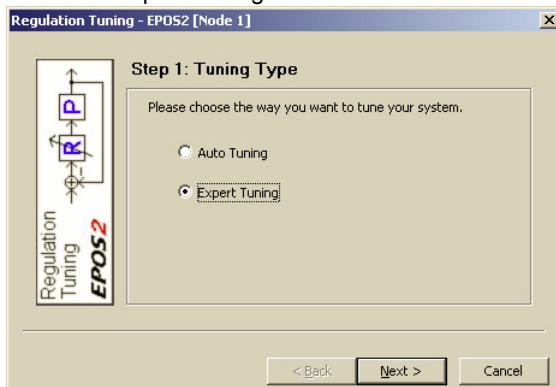 Regulation Tuning - EPOS2 [Node 1]
Step 1: Tuning Type
Please choose the way you want to tune your system.
Auto Tuning
Expert Tuning
P
R
Regulation
Tuning
EPOS2
< Back
Next >
Cancel